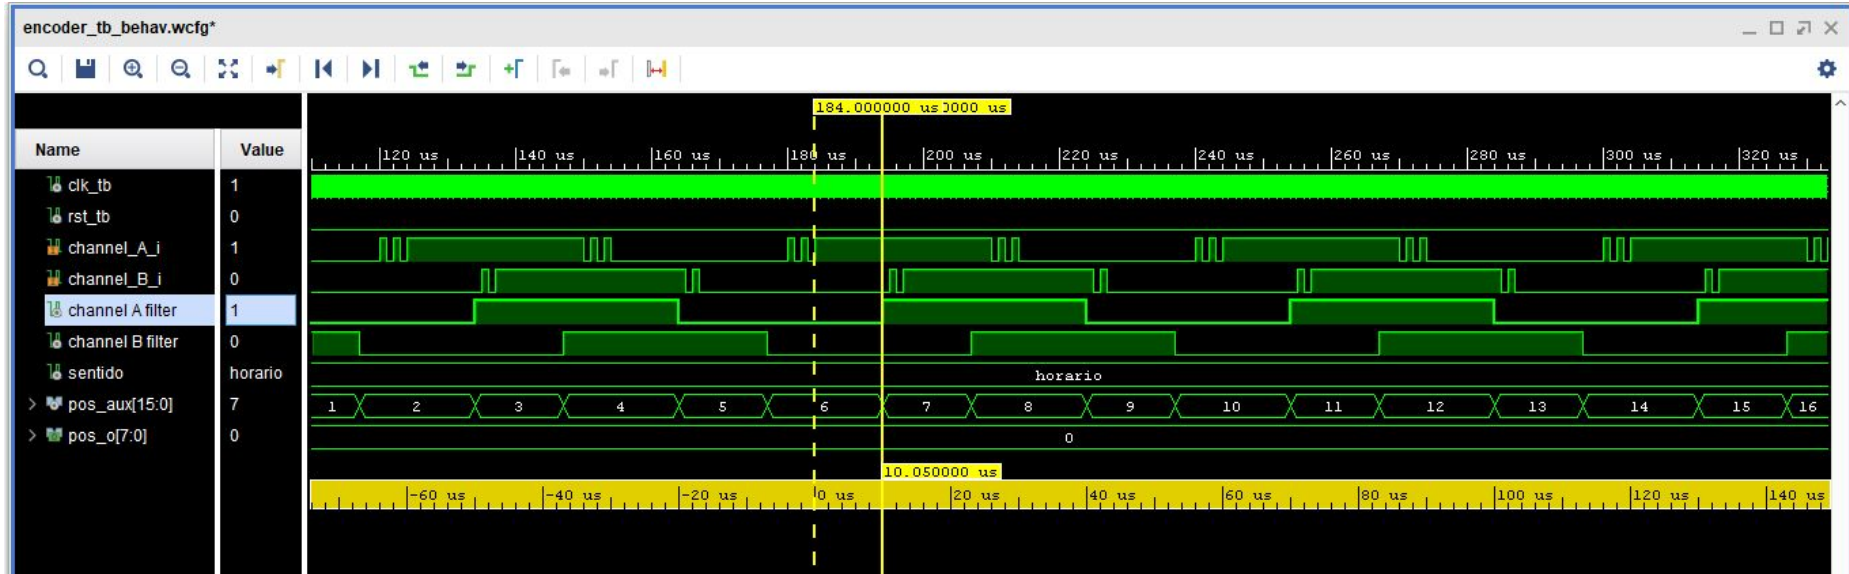 encoder_tb_behav.wcfg*
184.000000 us 0000 us
Name Value
120 us 140 us 160 us 180 us 200 us 220 us 240 us 260 us 280 us 300 us 320 us
clk_tb 1
rst_tb 0
channel_A_i 1
channel_B_i 0
channel A filter 1
channel B filter 0
sentido horario horario
pos_aux[15:0] 7 1 2 3 4 5 6 7 8 9 10 11 12 13 14 15 16
pos_o[7:0] 0 0
10.050000 us
-60 us -40 us -20 us 0 us 20 us 40 us 60 us 80 us 100 us 120 us 140 us